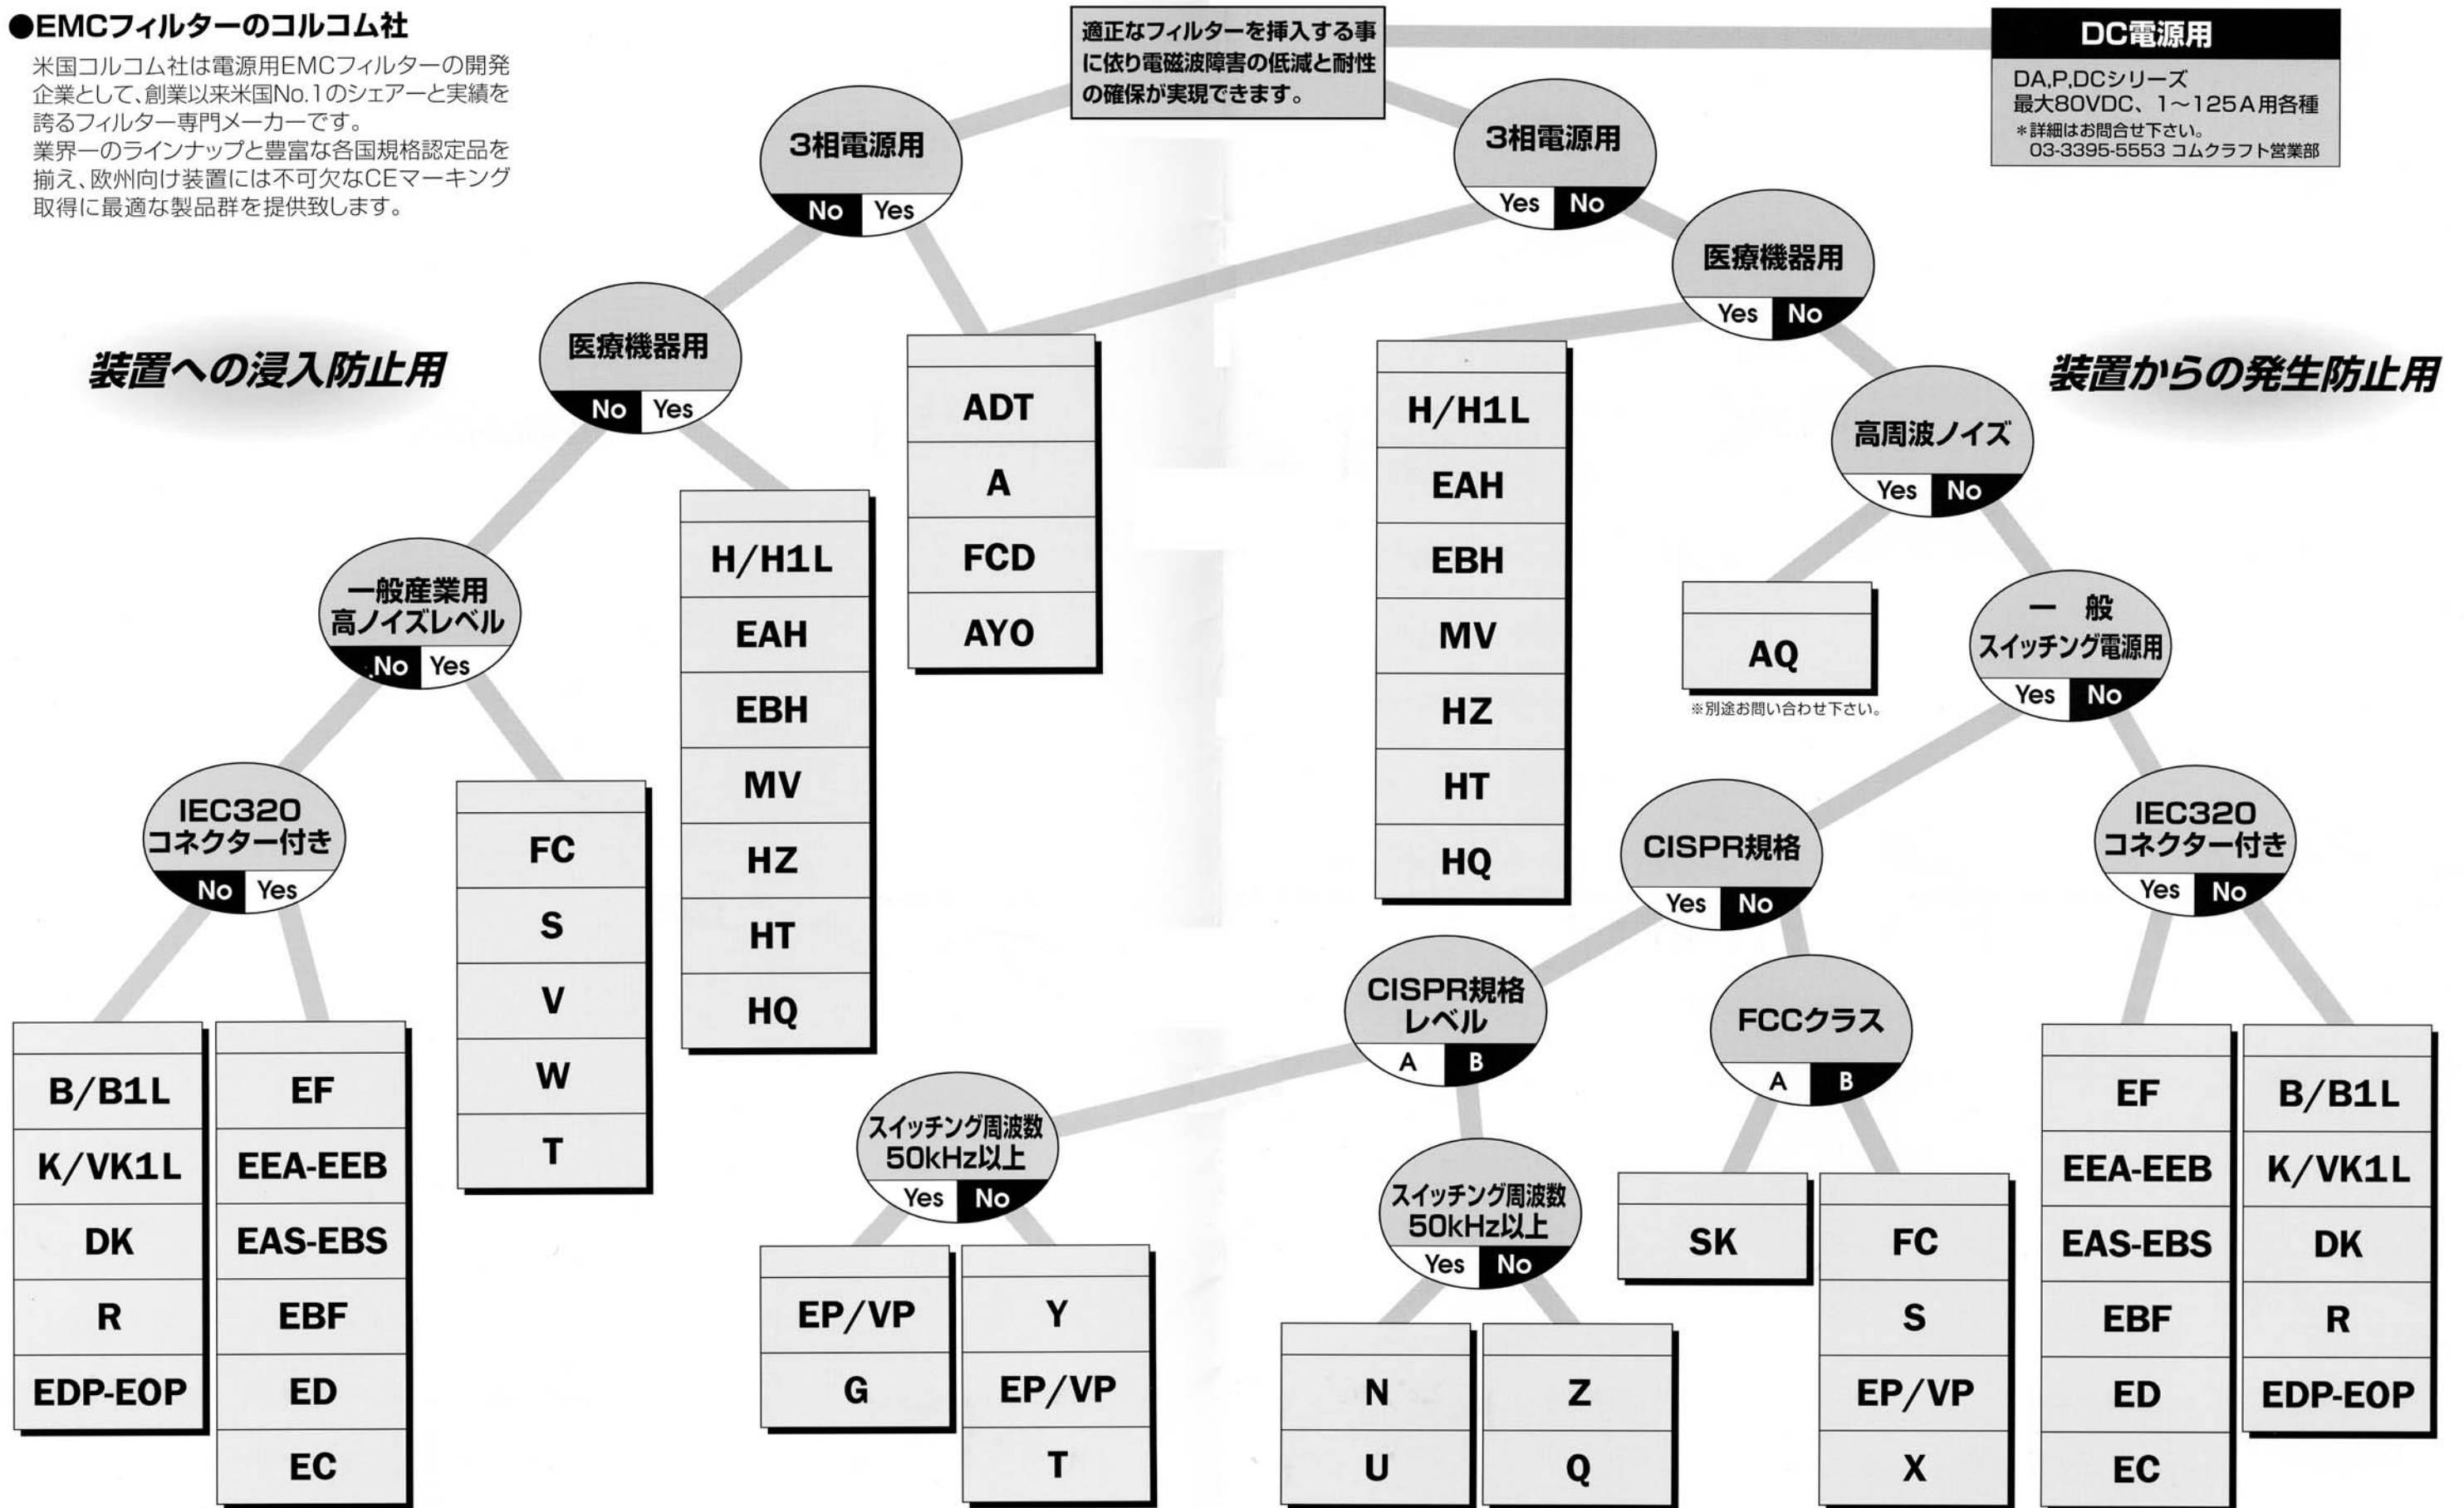 ●EMCフィルターのコルコム社
米国コルコム社は電源用EMCフィルターの開発
企業として、創業以来米国No.1のシェアーと実績を
誇るフィルター専門メーカーです。
業界一のラインナップと豊富な各国規格認定品を
揃え、欧州向け装置には不可欠なCEマーキング
取得に最適な製品群を提供致します。
適正なフィルターを挿入する事
に依り電磁波障害の低減と耐性
の確保が実現できます。
DC電源用
DA,P,DCシリーズ
最大80VDC、1〜125A用各種
＊詳細はお問合せ下さい。
03-3395-5553 コムクラフト営業部
装置への浸入防止用
3相電源用
No Yes
医療機器用
No Yes
ADT
A
FCD
AYO
一般産業用
高ノイズレベル
No Yes
H/H1L
EAH
EBH
MV
HZ
HT
HQ
IEC320
コネクター付き
No Yes
FC
S
V
W
T
B/B1L
K/VK1L
DK
R
EDP-EOP
EF
EEA-EEB
EAS-EBS
EBF
ED
EC
装置からの発生防止用
3相電源用
Yes No
医療機器用
Yes No
H/H1L
EAH
EBH
MV
HZ
HT
HQ
高周波ノイズ
Yes No
AQ
※別途お問い合わせ下さい。
一 般
スイッチング電源用
Yes No
CISPR規格
Yes No
IEC320
コネクター付き
Yes No
CISPR規格
レベル
A B
FCCクラス
A B
スイッチング周波数
50kHz以上
Yes No
スイッチング周波数
50kHz以上
Yes No
EP/VP
G
Y
EP/VP
T
N
U
Z
Q
SK
FC
S
EP/VP
X
EF
EEA-EEB
EAS-EBS
EBF
ED
EC
B/B1L
K/VK1L
DK
R
EDP-EOP